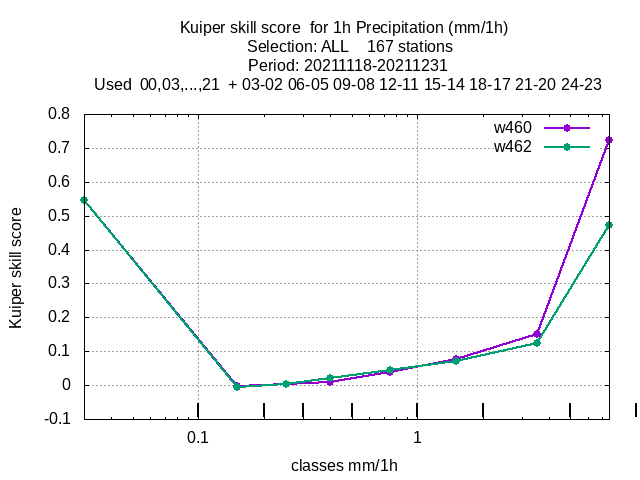 Kuiper skill score  for 1h Precipitation (mm/1h)
Selection: ALL    167 stations
Period: 20211118-20211231
Used  00,03,...,21  + 03-02 06-05 09-08 12-11 15-14 18-17 21-20 24-23
w460
w462
0.8
0.7
0.6
0.5
0.4
0.3
0.2
0.1
0
-0.1
Kuiper skill score
0.1
1
classes mm/1h